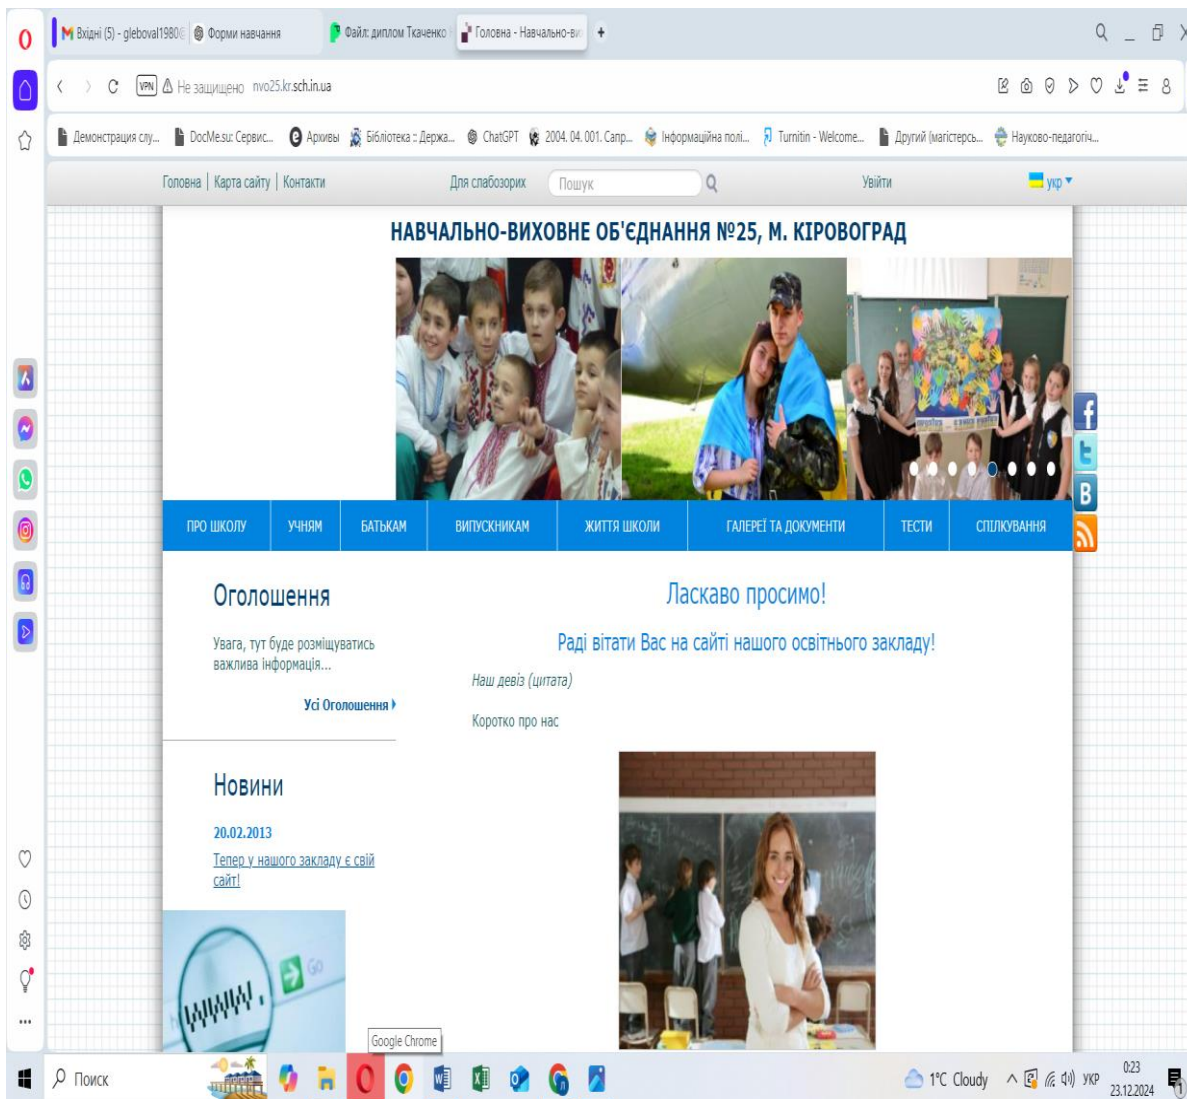 Вхідні (5) - gleboval1980@
Форми навчання
Файл: диплом Ткаченко
Головна - Навчально-ви
VPN
Не защищено nvo25.kr.sch.in.ua
Демонстрация слу...
DocMe.su: Сервис...
Архивы
Бібліотека :: Держа...
ChatGPT
2004. 04. 001. Сапр...
Інформаційна полі...
Turnitin - Welcome...
Другий (магістерсь...
Науково-педагогіч...
Головна | Карта сайту | Контакти
Для слабозорих
Пошук
Увійти
укр
НАВЧАЛЬНО-ВИХОВНЕ ОБ'ЄДНАННЯ №25, М. КІРОВОГРАД
ПРО ШКОЛУ
УЧНЯМ
БАТЬКАМ
ВИПУСКНИКАМ
ЖИТТЯ ШКОЛИ
ГАЛЕРЕЇ ТА ДОКУМЕНТИ
ТЕСТИ
СПІЛКУВАННЯ
Оголошення
Увага, тут буде розміщуватись
важлива інформація...
Усі Оголошення
Ласкаво просимо!
Раді вітати Вас на сайті нашого освітнього закладу!
Наш девіз (цитата)
Коротко про нас
Новини
20.02.2013
Тепер у нашого закладу є свій
сайт!
Go
Google Chrome
Поиск
1°C Cloudy
УКР
0:23
23.12.2024
1